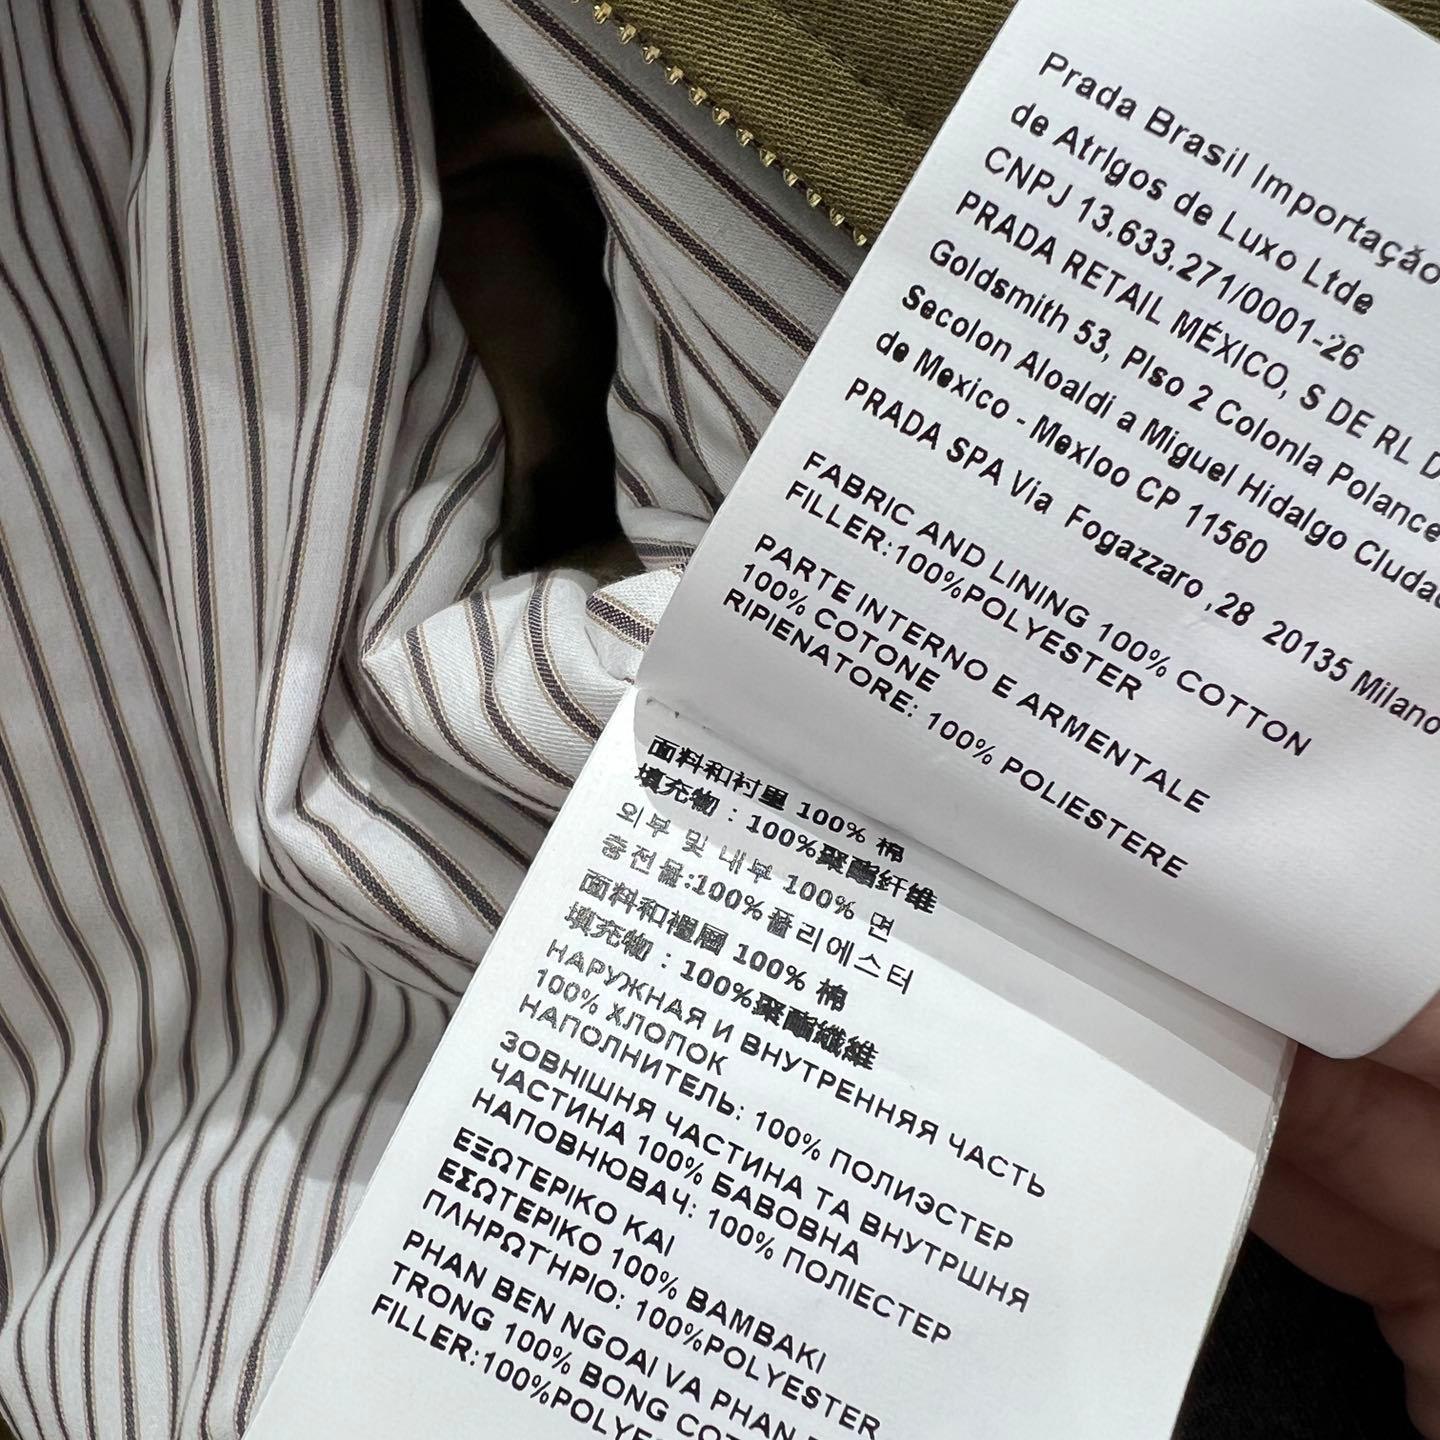 Prada Brasil Importação
de Atrlgos de Luxo Ltde
CNPJ 13.633.271/0001-26
PRADA RETAIL MÉXICO, S DE RL D
Goldsmith 53, Plso 2 Colonla Polance
Secolon Aloaldi a Miguel Hidalgo Cludad
de Mexico - Mexloo CP 11560
PRADA SPA Via Fogazzaro ,28 20135 Milano
FABRIC AND LINING 100% COTTON
FILLER:100%POLYESTER
PARTE INTERNO E ARMENTALE
100% COTONE
RIPIENATORE: 100% POLIESTERE
面料和衬里 100% 棉
填充物 : 100%聚酯纤维
외부 및 내부 100% 면
충전물:100%폴리에스터
面料和裡層 100% 棉
填充物 : 100%聚酯纖維
НАРУЖНАЯ И ВНУТРЕННЯЯ ЧАСТЬ
100% ХЛОПОК
НАПОЛНИТЕЛЬ: 100% ПОЛИЭСТЕР
ЗОВНІШНЯ ЧАСТИНА ТА ВНУТРШНЯ
ЧАСТИНА 100% БАВОВНА
НАПОВНЮВАЧ: 100% ПОЛІЕСТЕР
ΕΞΩΤΕΡΙΚΟ ΚΑΙ
ΕΣΩΤΕΡΙΚΟ 100% BAMBAKI
ΠΛΗΡΩΤΉΡΙΟ: 100%POLYESTER
PHAN BEN NGOAI VA PHAN
TRONG 100% BONG COT
FILLER:100%POLYE